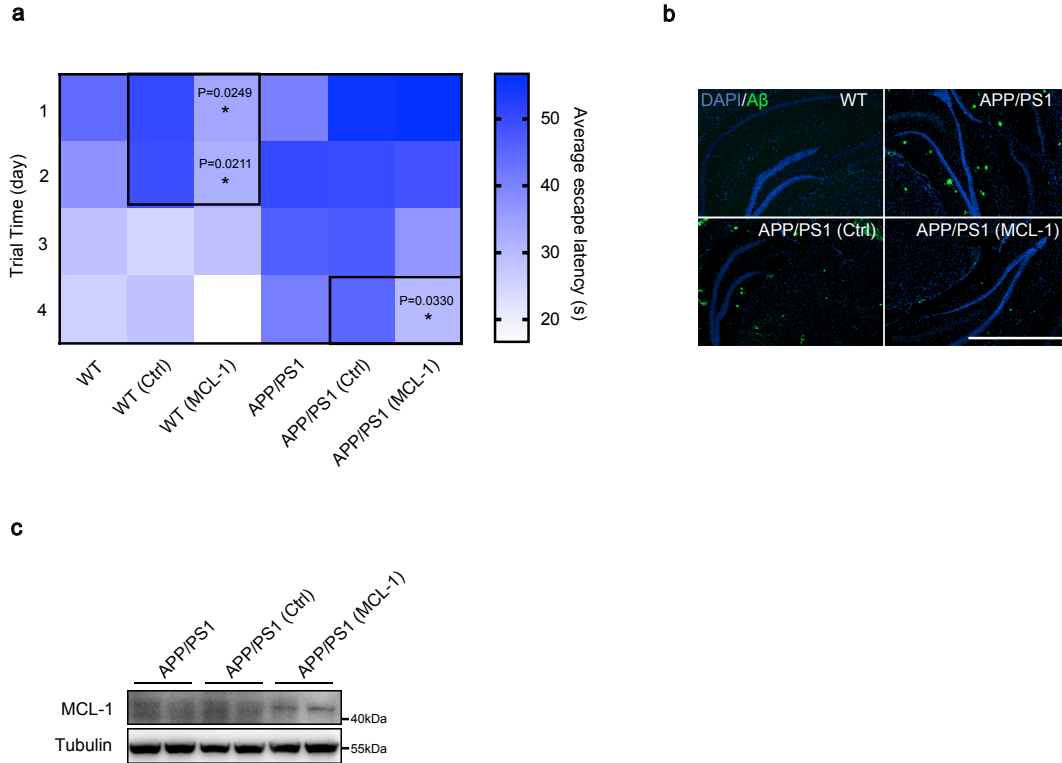 a
Trial Time (day)
1
2
3
4
P=0.0249
*
P=0.0211
*
P=0.0330
*
WT
WT (Ctrl)
WT (MCL-1)
APP/PS1
APP/PS1 (Ctrl)
APP/PS1 (MCL-1)
50
40
30
20
Average escape latency (s)
b
DAPI/Aβ
WT
APP/PS1
APP/PS1 (Ctrl)
APP/PS1 (MCL-1)
c
APP/PS1
APP/PS1 (Ctrl)
APP/PS1 (MCL-1)
MCL-1
40kDa
Tubulin
55kDa